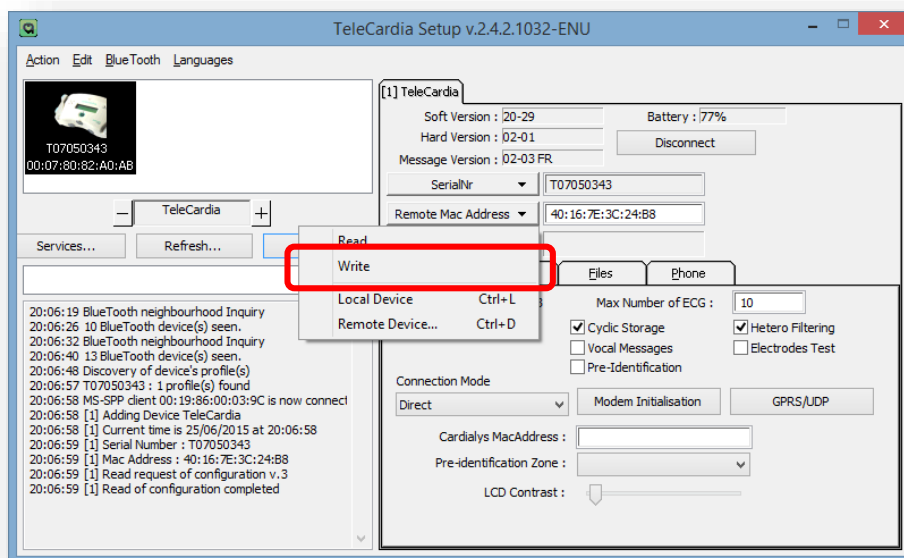 TeleCardia Setup v.2.4.2.1032-ENU
Action Edit BlueTooth Languages
T07050343
00:07:80:82:A0:AB
TeleCardia
Services...
Refresh...
20:06:19 BlueTooth neighbourhood Inquiry
20:06:26 10 BlueTooth device(s) seen.
20:06:32 BlueTooth neighbourhood Inquiry
20:06:40 13 BlueTooth device(s) seen.
20:06:48 Discovery of device's profile(s)
20:06:57 T07050343 : 1 profile(s) found
20:06:58 MS-SPP client 00:19:86:00:03:9C is now connect
20:06:58 [1] Adding Device TeleCardia
20:06:58 [1] Current time is 25/06/2015 at 20:06:58
20:06:59 [1] Serial Number : T07050343
20:06:59 [1] Mac Address : 40:16:7E:3C:24:B8
20:06:59 [1] Read request of configuration v.3
20:06:59 [1] Read of configuration completed
[1] TeleCardia
Soft Version : 20-29
Battery : 77%
Hard Version : 02-01
Disconnect
Message Version : 02-03 FR
SerialNr T07050343
Remote Mac Address 40:16:7E:3C:24:B8
Read
Write
Local Device Ctrl+L
Remote Device... Ctrl+D
Files Phone
Max Number of ECG : 10
Cyclic Storage Hetero Filtering
Vocal Messages Electrodes Test
Pre-Identification
Connection Mode
Direct Modem Initialisation GPRS/UDP
Cardialys MacAddress :
Pre-identification Zone :
LCD Contrast :